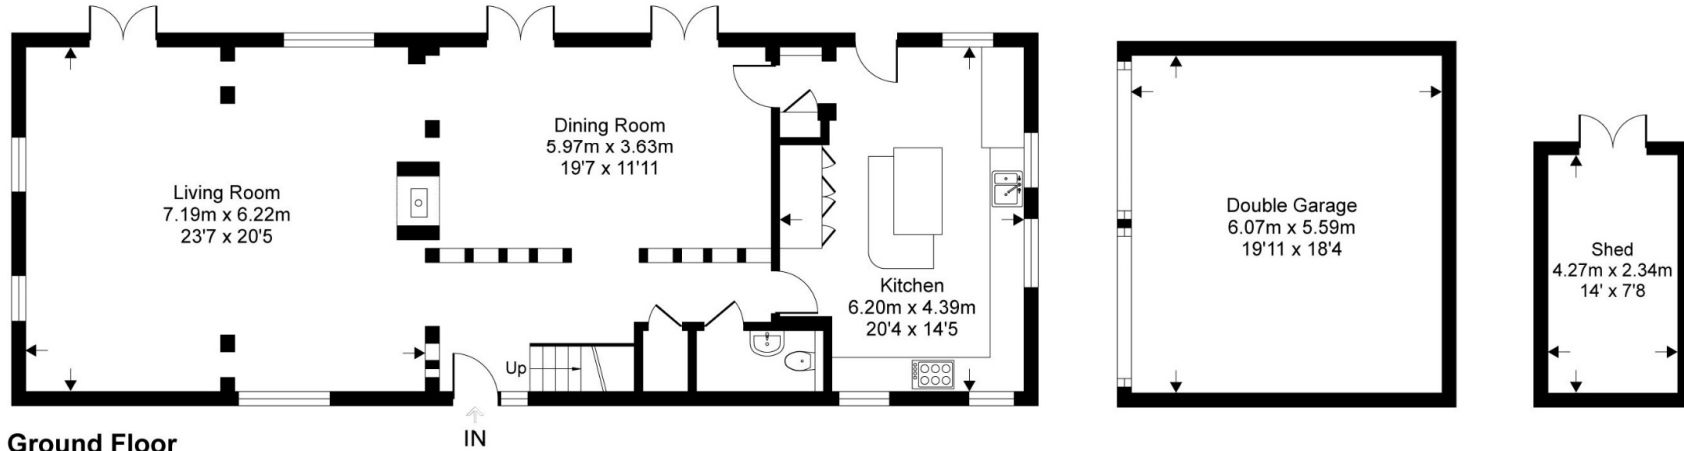 Living Room
7.19m x 6.22m
23'7 x 20'5
Dining Room
5.97m x 3.63m
19'7 x 11'11
Kitchen
6.20m x 4.39m
20'4 x 14'5
Up
IN
Double Garage
6.07m x 5.59m
19'11 x 18'4
Shed
4.27m x 2.34m
14' x 7'8
Ground Floor